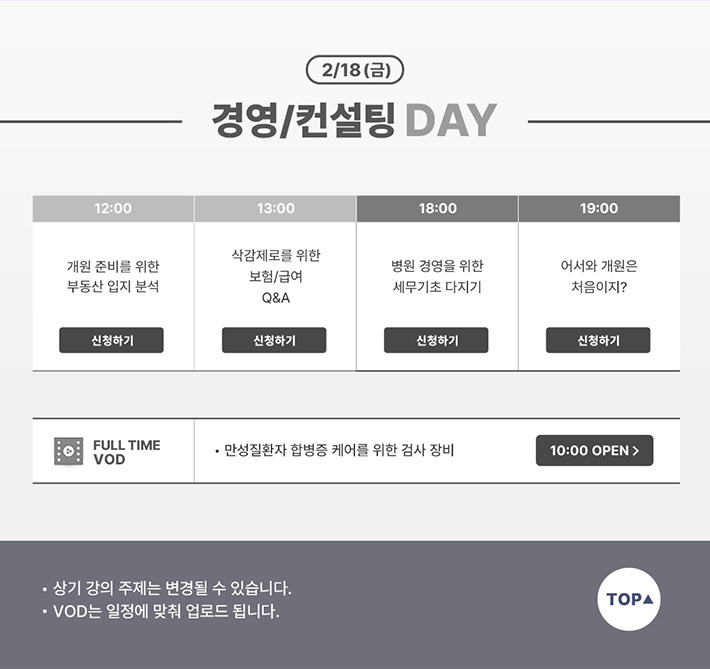 2/18(금)
경영/컨설팅 DAY
12:00
개원 준비를 위한
부동산 입지 분석
신청하기
13:00
삭감제로를 위한
보험/급여
Q&A
신청하기
18:00
병원 경영을 위한
세무기초 다지기
신청하기
19:00
어서와 개원은
처음이지?
신청하기
FULL TIME
VOD
• 만성질환자 합병증 케어를 위한 검사 장비
10:00 OPEN >
• 상기 강의 주제는 변경될 수 있습니다.
• VOD는 일정에 맞춰 업로드 됩니다.
TOP▲